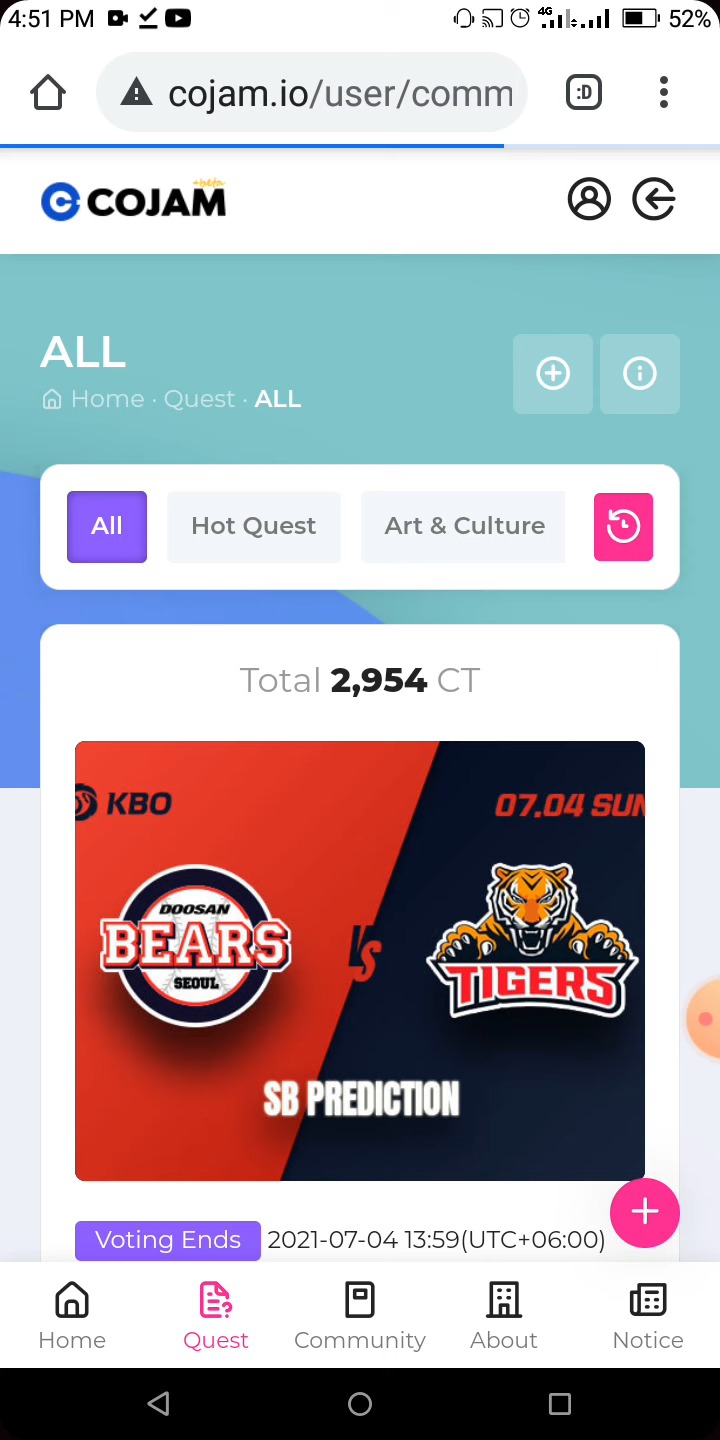 4:51 PM 4G 52%
cojam.io/user/comm :D
+beta
COJAM
ALL
Home · Quest · ALL
All Hot Quest Art & Culture
Total 2,954 CT
KBO 07.04 SUN
DOOSAN
BEARS
SEOUL
VS
TIGERS
SB PREDICTION
Voting Ends 2021-07-04 13:59(UTC+06:00)
Home Quest Community About Notice